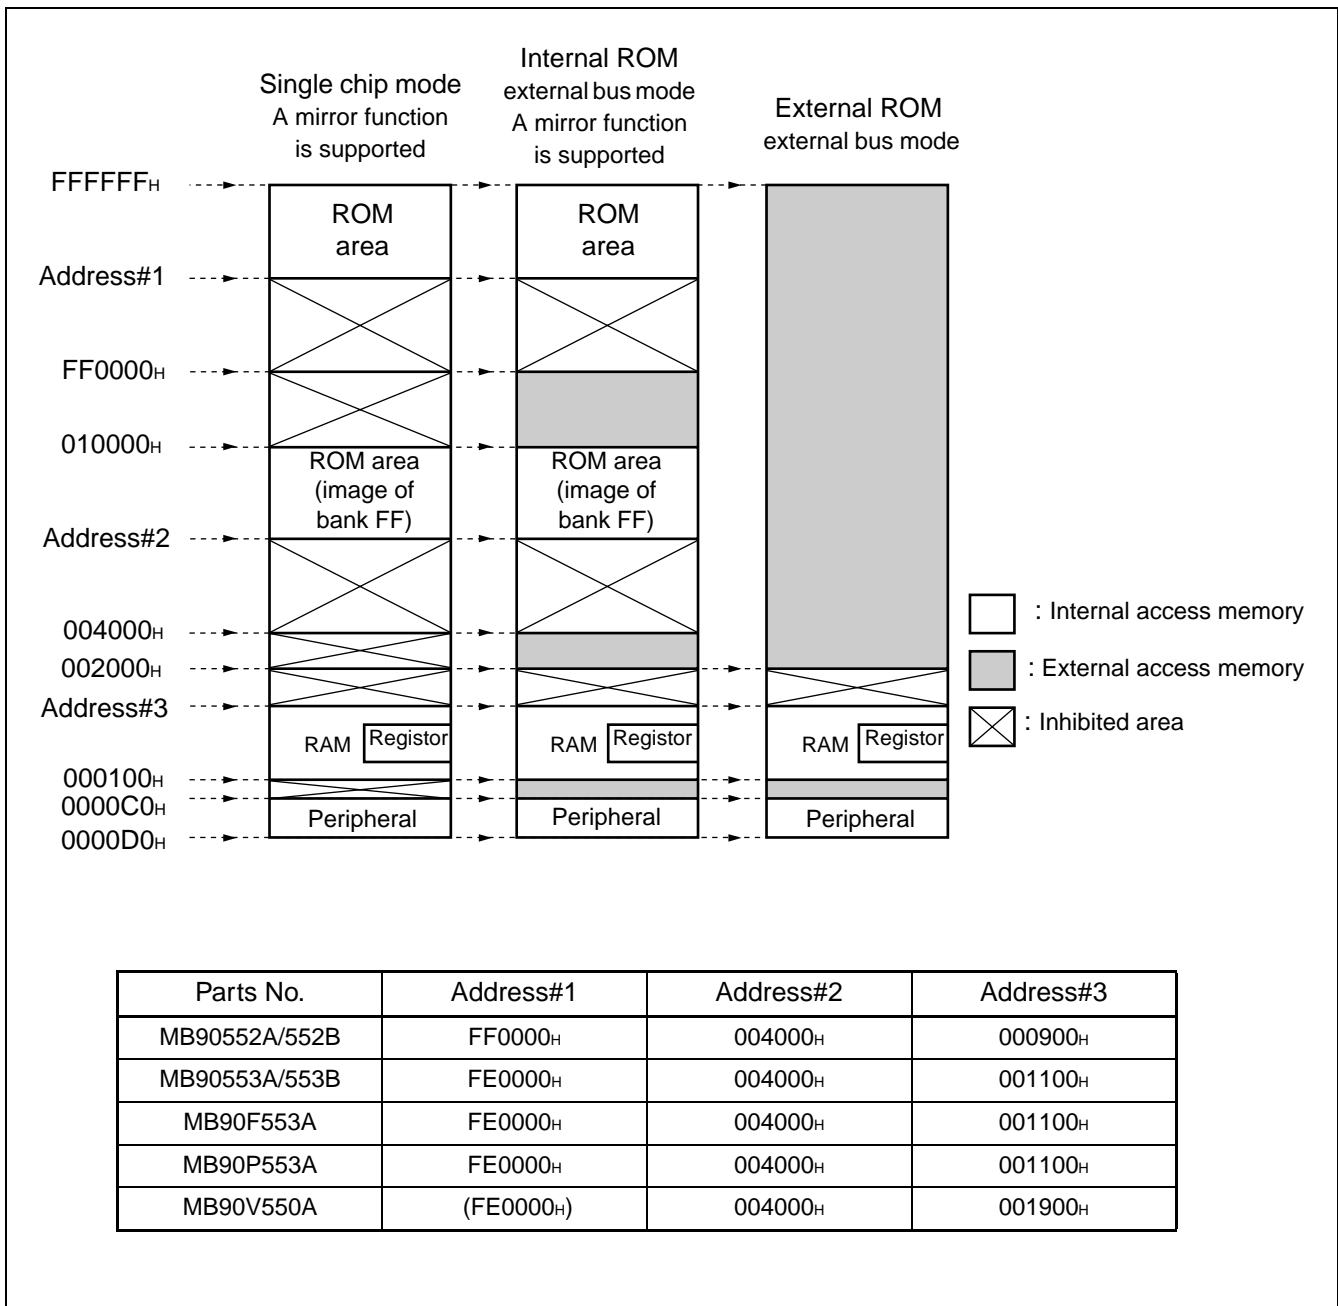 Single chip mode
A mirror function
is supported
Internal ROM
external bus mode
A mirror function
is supported
External ROM
external bus mode
FFFFFFH
Address#1
FF0000H
010000H
Address#2
004000H
002000H
Address#3
000100H
0000C0H
0000D0H
ROM
area
ROM area
(image of
bank FF)
RAM
Registor
Peripheral
ROM
area
ROM area
(image of
bank FF)
RAM
Registor
Peripheral
RAM
Registor
Peripheral
: Internal access memory
: External access memory
: Inhibited area
Parts No. Address#1 Address#2 Address#3
MB90552A/552B FF0000H 004000H 000900H
MB90553A/553B FE0000H 004000H 001100H
MB90F553A FE0000H 004000H 001100H
MB90P553A FE0000H 004000H 001100H
MB90V550A (FE0000H) 004000H 001900H